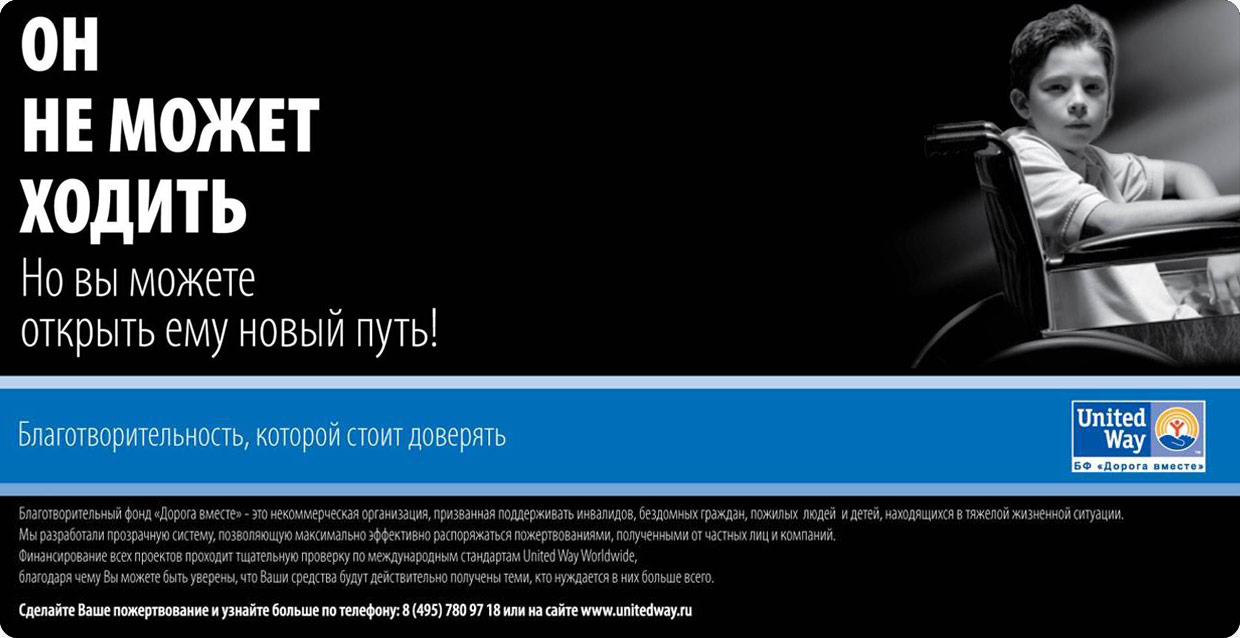 ОН
НЕ МОЖЕТ
ХОДИТЬ
Но вы можете
открыть ему новый путь!
Благотворительность, которой стоит доверять
United
Way
БФ «Дорога вместе»
Благотворительный фонд «Дорога вместе» - это некоммерческая организация, призванная поддерживать инвалидов, бездомных граждан, пожилых людей и детей, находящихся в тяжелой жизненной ситуации.
Мы разработали прозрачную систему, позволяющую максимально эффективно распоряжаться пожертвованиями, полученными от частных лиц и компаний.
Финансирование всех проектов проходит тщательную проверку по международным стандартам United Way Worldwide,
благодаря чему Вы можете быть уверены, что Ваши средства будут действительно получены теми, кто нуждается в них больше всего.
Сделайте Ваше пожертвование и узнайте больше по телефону: 8 (495) 780 97 18 или на сайте www.unitedway.ru